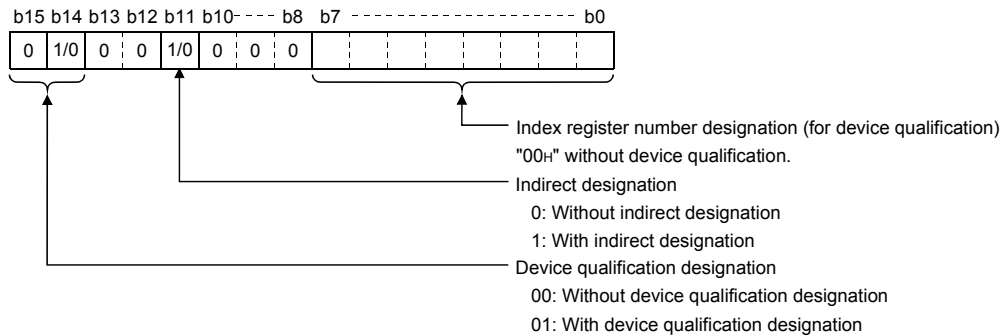 b15 b14 b13 b12 b11 b10 ---- b8 b7 ---------------- b0
0 1/0 0 0 1/0 0 0 0
Index register number designation (for device qualification)
"00H" without device qualification.
Indirect designation
0: Without indirect designation
1: With indirect designation
Device qualification designation
00: Without device qualification designation
01: With device qualification designation